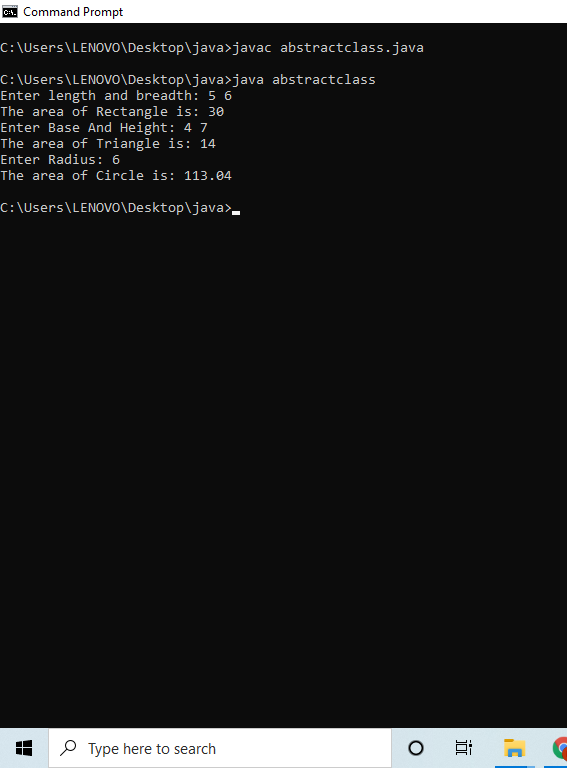 Command Prompt
C:\Users\LENOVO\Desktop\java>javac abstractclass.java
C:\Users\LENOVO\Desktop\java>java abstractclass
Enter length and breadth: 5 6
The area of Rectangle is: 30
Enter Base And Height: 4 7
The area of Triangle is: 14
Enter Radius: 6
The area of Circle is: 113.04
C:\Users\LENOVO\Desktop\java>
Type here to search